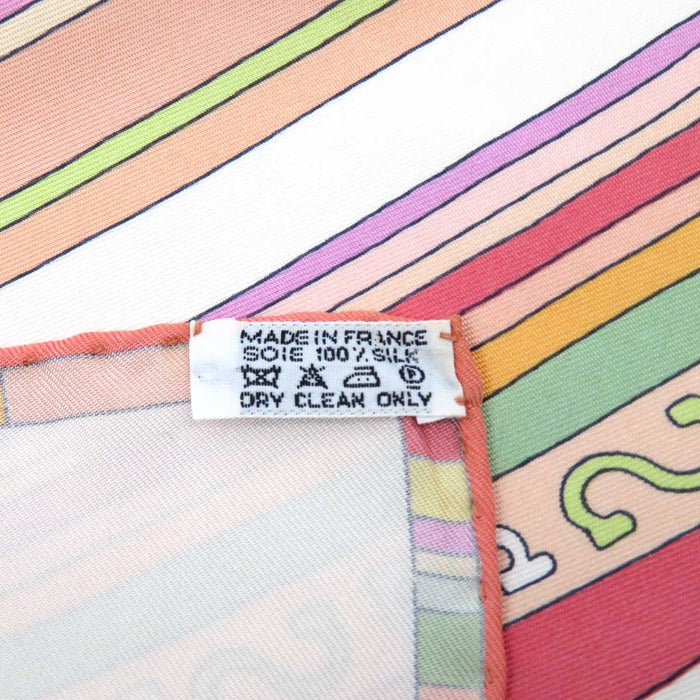 MADE IN FRANCE
SOIE 100% SILK
P
DRY CLEAN ONLY